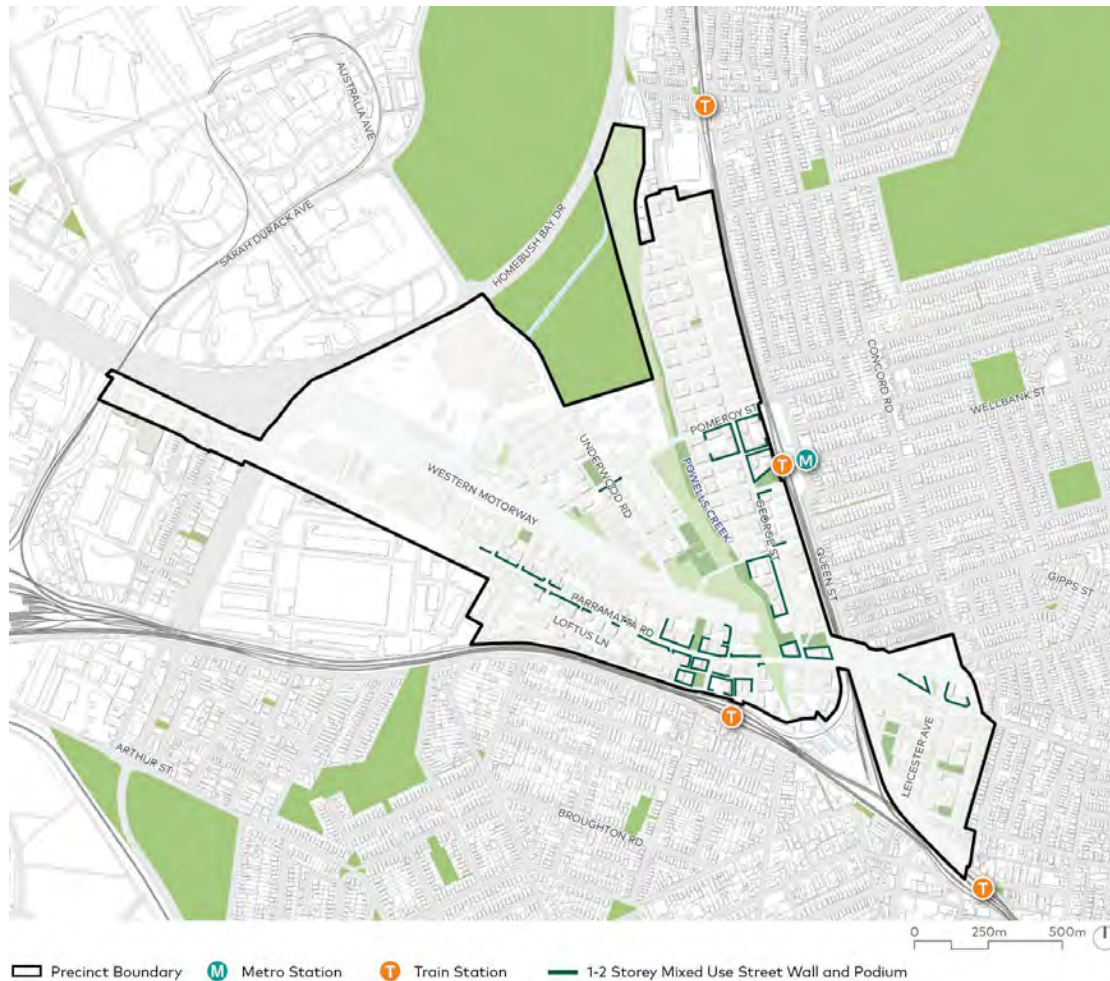 AUSTRALIA AVE
T
SARAH DURACK AVE
HOMEBUSH BAY DR
CONCORD RD
WELLBANK ST
POMEROY ST
UNDERWOOD RD
T
M
WESTERN MOTORWAY
POWELLS CREEK
GEORGE ST
QUEEN ST
GIPPS ST
PARRAMATTA RD
LOFTUS LN
T
LEICESTER AVE
ARTHUR ST
BROUGHTON RD
T
0 250m 500m
Precinct Boundary M Metro Station T Train Station 1-2 Storey Mixed Use Street Wall and Podium